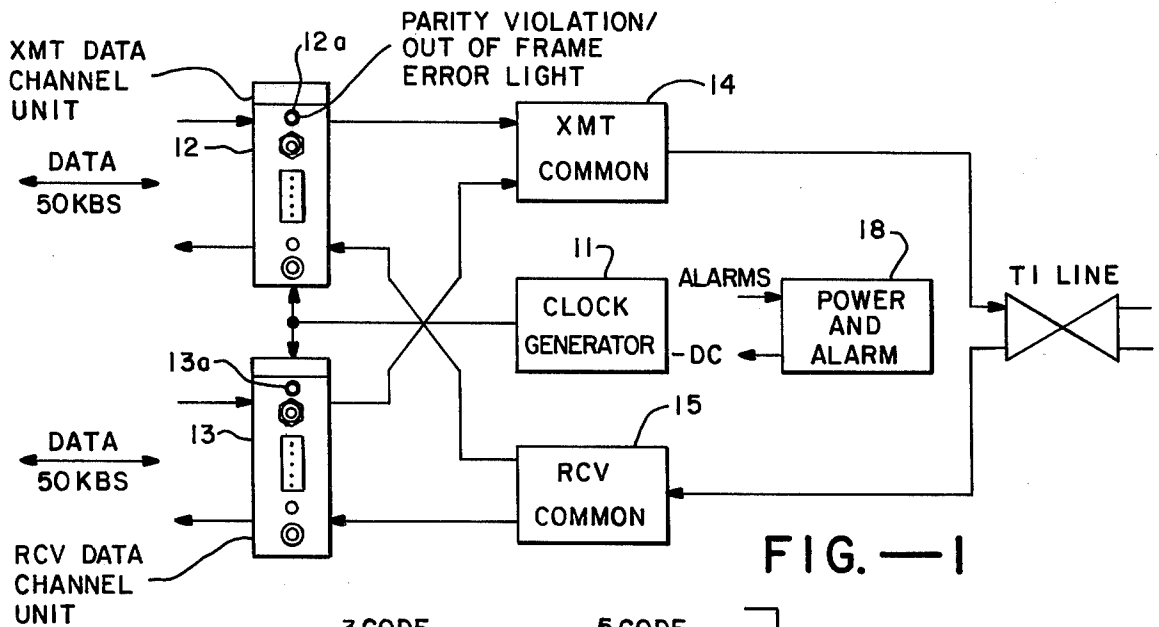 PARITY VIOLATION/
OUT OF FRAME
ERROR LIGHT
12a
XMT DATA
CHANNEL
UNIT
14
XMT
COMMON
12
DATA
50KBS
11
CLOCK
GENERATOR
ALARMS
-DC
18
POWER
AND
ALARM
T1 LINE
13a
13
DATA
50KBS
15
RCV
COMMON
RCV DATA
CHANNEL
UNIT
FIG.—1